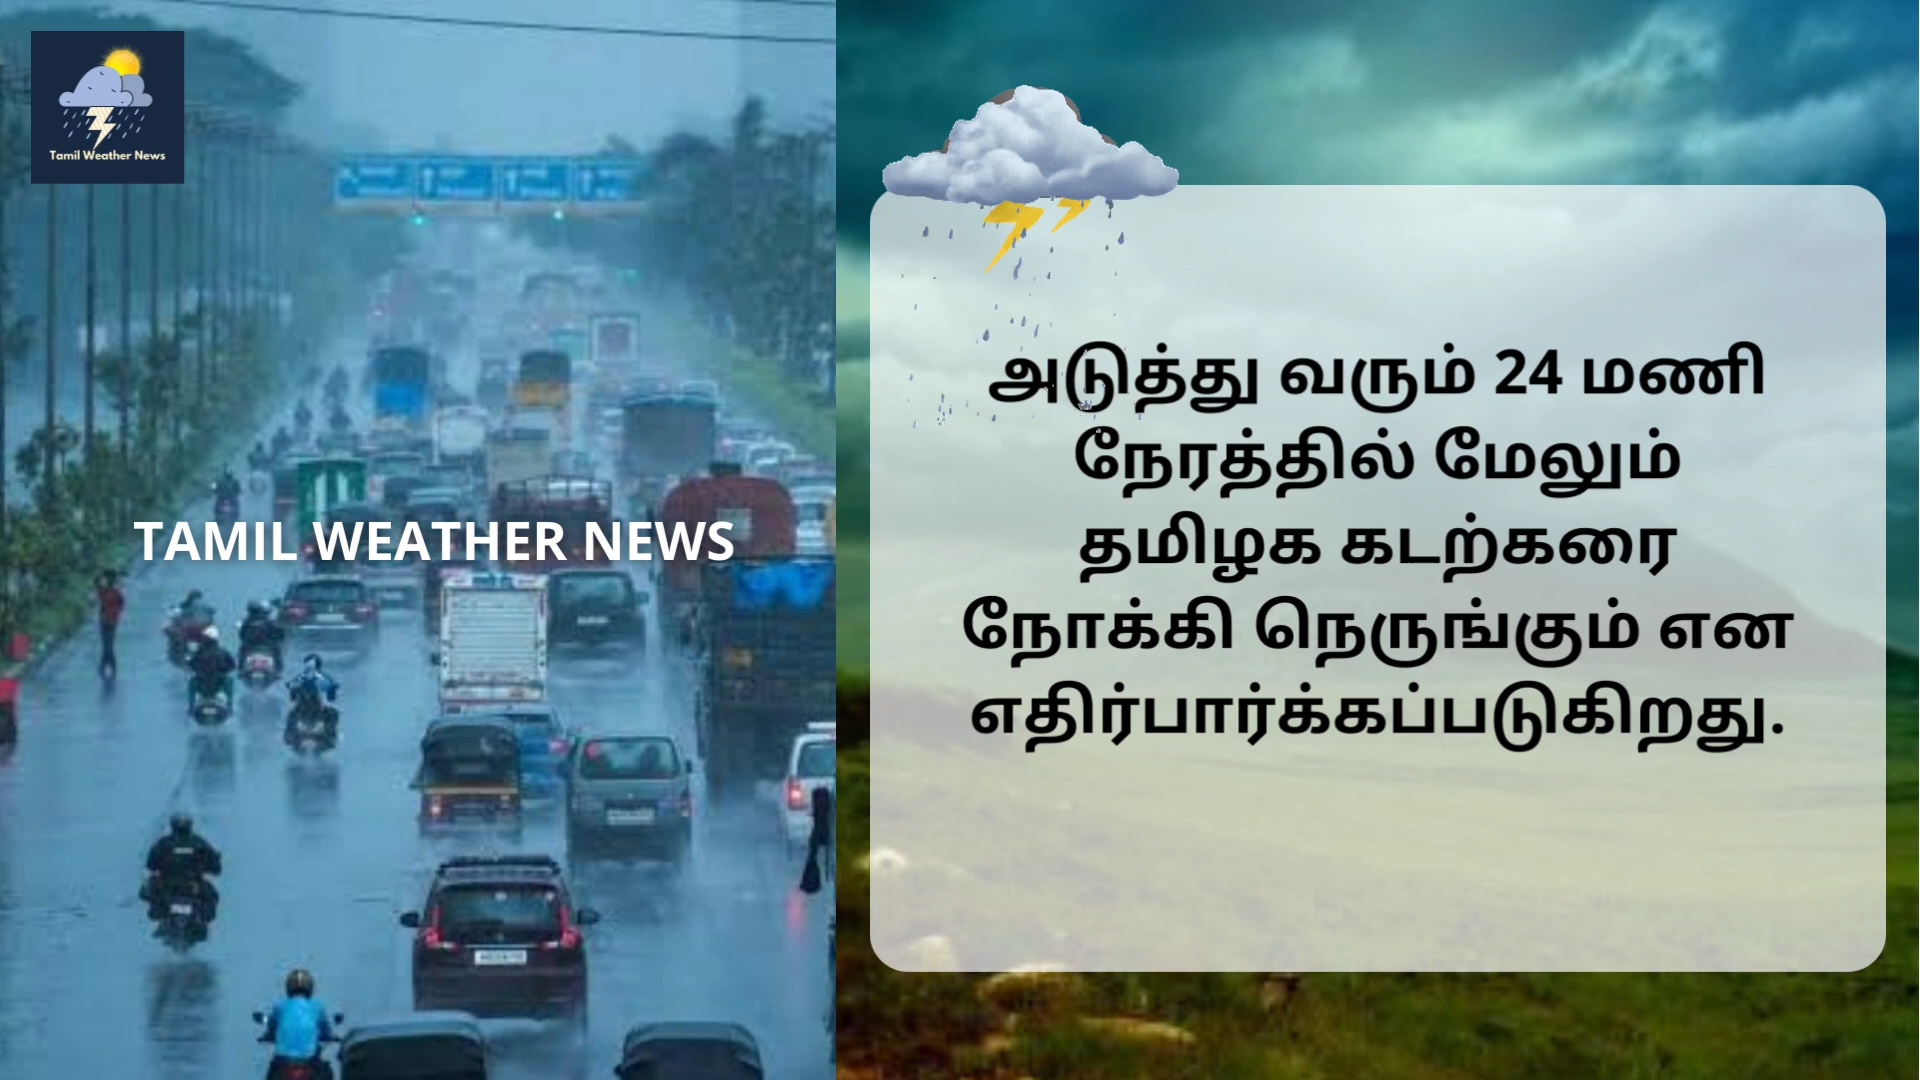 Tamil Weather News
TAMIL WEATHER NEWS
அடுத்து வரும் 24 மணி
நேரத்தில் மேலும்
தமிழக கடற்கரை
நோக்கி நெருங்கும் என
எதிர்பார்க்கப்படுகிறது.